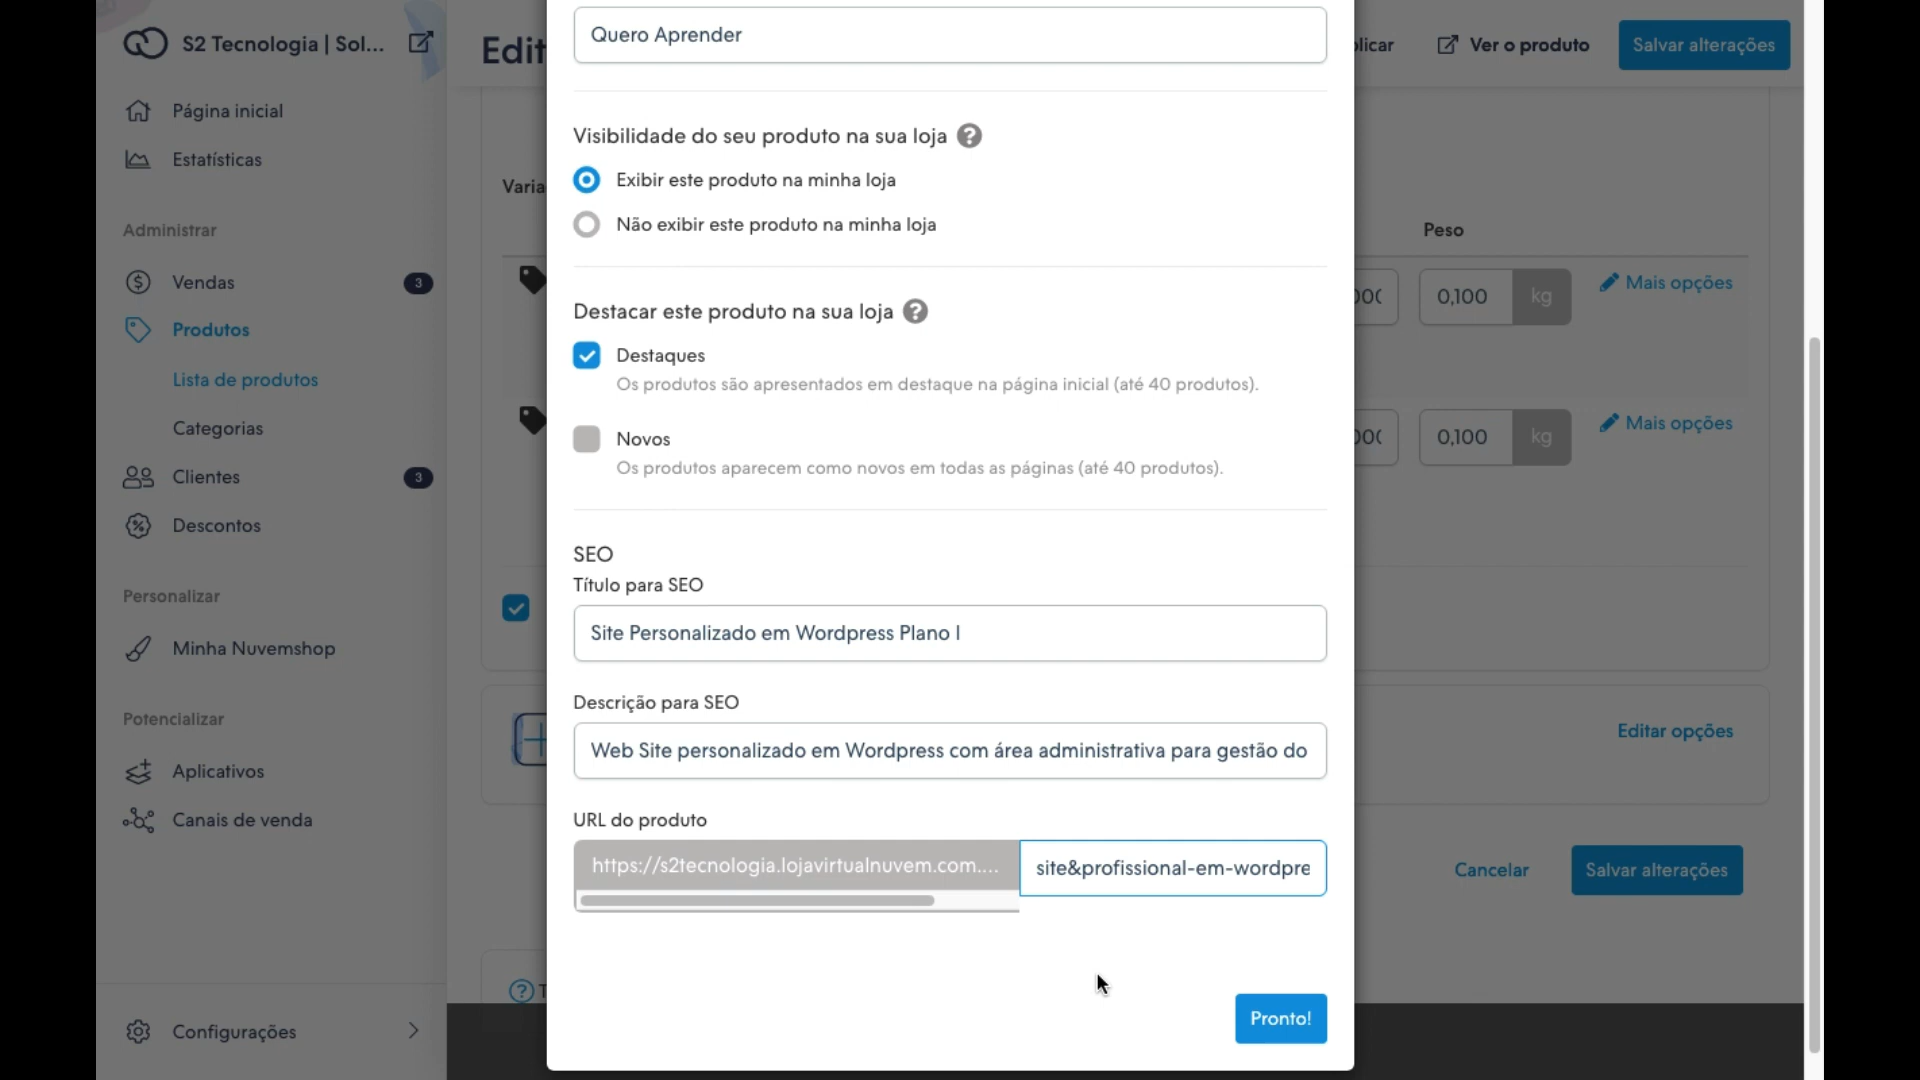 S2 Tecnologia | Sol...
Página inicial
Estatísticas
Administrar
Vendas
3
Produtos
Lista de produtos
Categorias
Clientes
3
Descontos
Personalizar
Minha Nuvemshop
Potencializar
Aplicativos
Canais de venda
Configurações
Edit
Ver o produto
Salvar alterações
Peso
0,100 kg
Mais opções
0,100 kg
Mais opções
Editar opções
Cancelar
Salvar alterações
Quero Aprender
Visibilidade do seu produto na sua loja ?
Exibir este produto na minha loja
Não exibir este produto na minha loja
Destacar este produto na sua loja ?
Destaques
Os produtos são apresentados em destaque na página inicial (até 40 produtos).
Novos
Os produtos aparecem como novos em todas as páginas (até 40 produtos).
SEO
Título para SEO
Site Personalizado em Wordpress Plano I
Descrição para SEO
Web Site personalizado em Wordpress com área administrativa para gestão do
URL do produto
https://s2tecnologia.lojavirtualnuvem.com.... site&profissional-em-wordpre
Pronto!